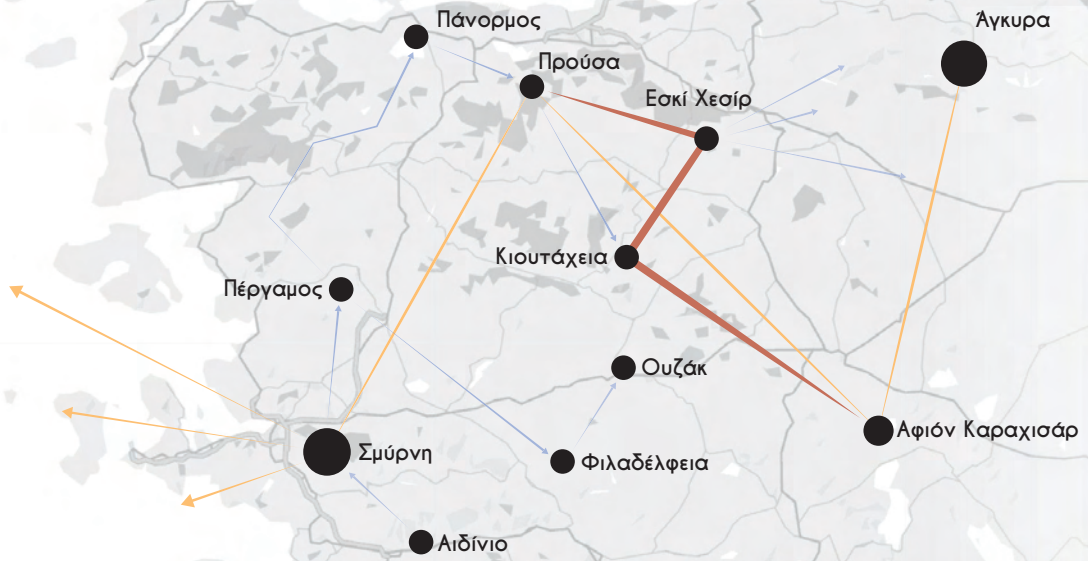 Πάνορμος
Άγκυρα
Προύσα
Εσκί Χεσίρ
Κιουτάχεια
Πέργαμος
Ουζάκ
Αφιόν Καραχισάρ
Σμύρνη
Φιλαδέλφεια
Αιδίνιο